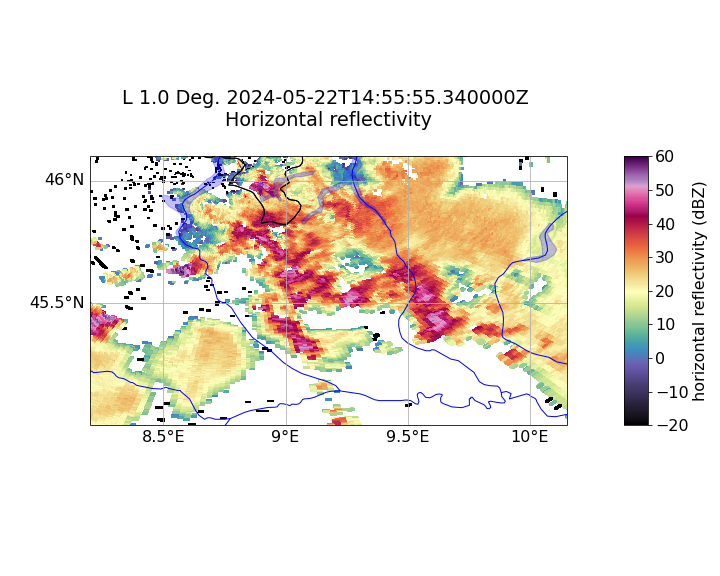 L 1.0 Deg. 2024-05-22T14:55:55.340000Z
Horizontal reflectivity
46°N
45.5°N
8.5°E
9°E
9.5°E
10°E
60
50
40
30
20
10
0
−10
−20
horizontal reflectivity (dBZ)